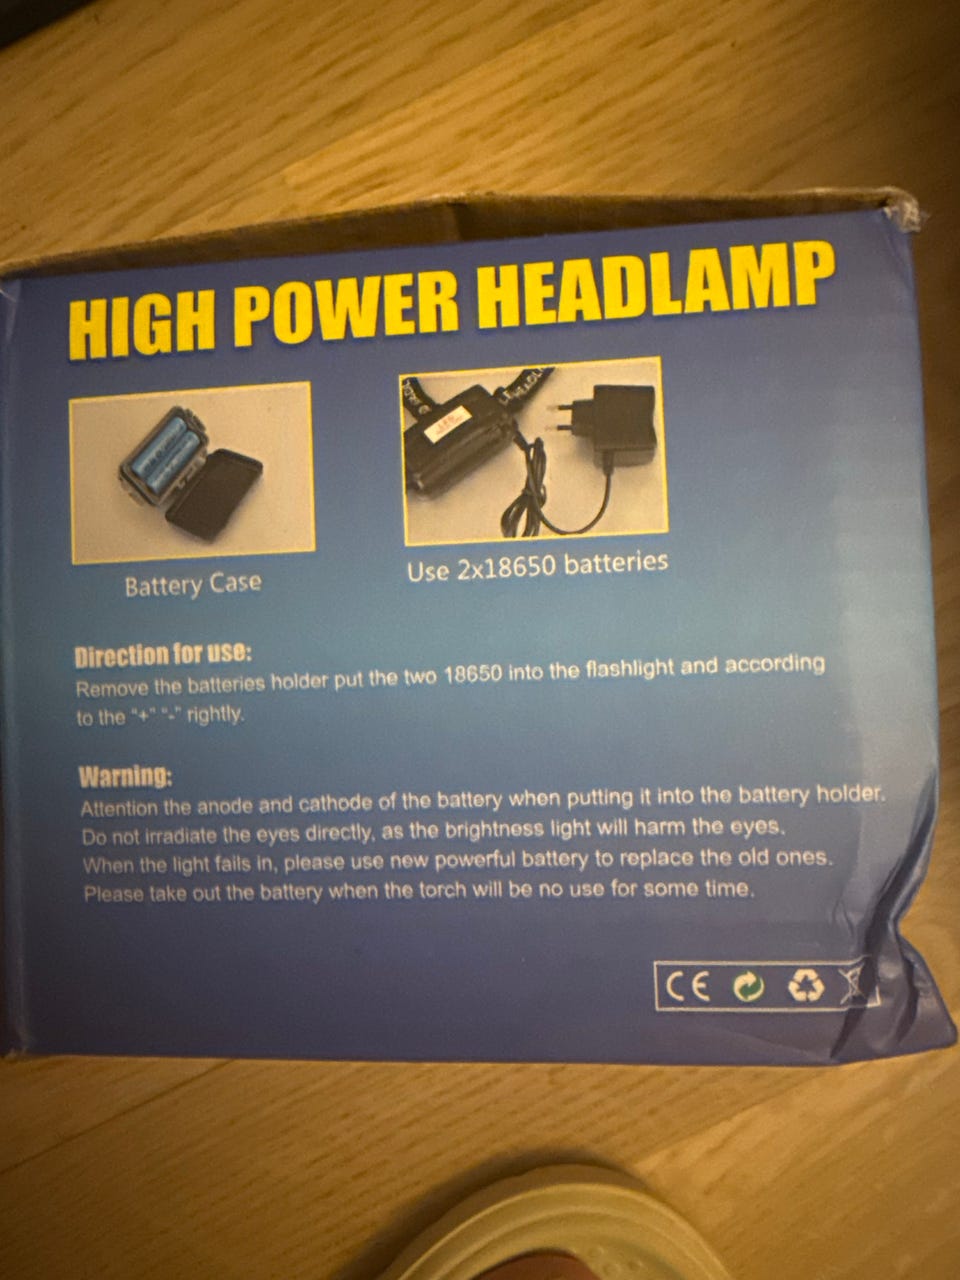 HIGH POWER HEADLAMP
Battery Case
Use 2x18650 batteries
Direction for use:
Remove the batteries holder put the two 18650 into the flashlight and according
to the "+" "-" rightly.
Warning:
Attention the anode and cathode of the battery when putting it into the battery holder.
Do not irradiate the eyes directly, as the brightness light will harm the eyes.
When the light fails in, please use new powerful battery to replace the old ones.
Please take out the battery when the torch will be no use for some time.
CE